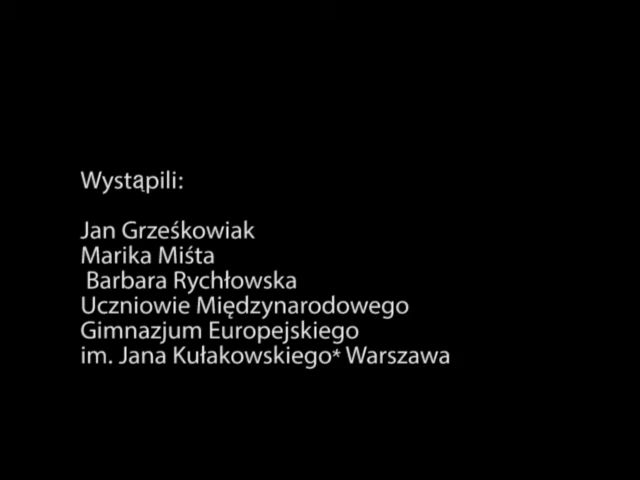 Wystąpili:
Jan Grześkowiak
Marika Miśta
Barbara Rychłowska
Uczniowie Międzynarodowego
Gimnazjum Europejskiego
im. Jana Kułakowskiego* Warszawa